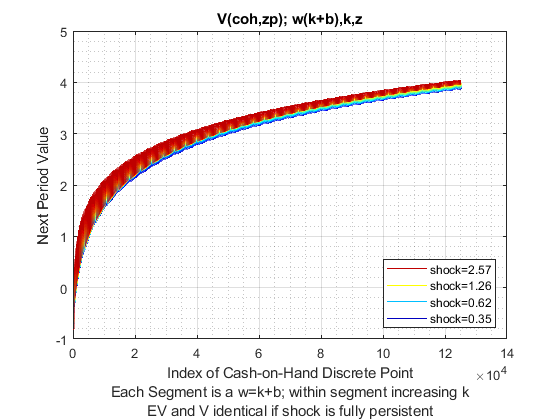 V(coh,zp); w(k+b),k,z
Next Period Value
5
4
3
2
1
0
-1
0
2
4
6
8
10
12
14
×10^4
shock=2.57
shock=1.26
shock=0.62
shock=0.35
Index of Cash-on-Hand Discrete Point
Each Segment is a w=k+b; within segment increasing k
EV and V identical if shock is fully persistent